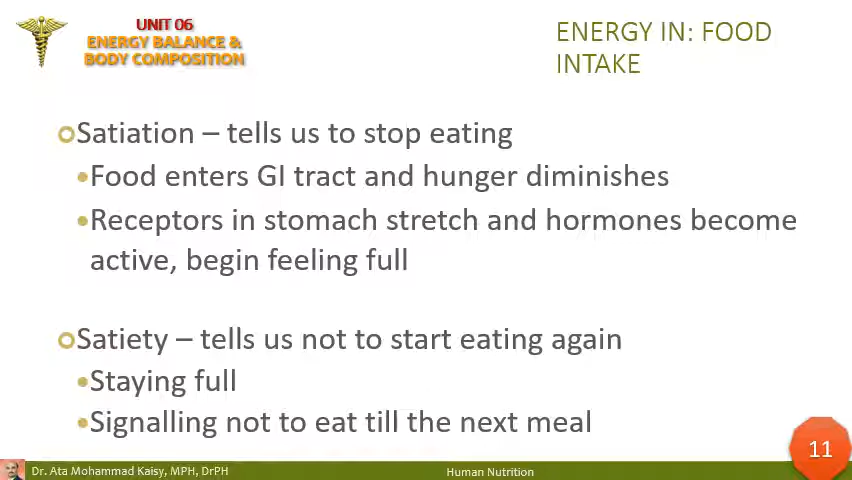 UNIT 06
ENERGY BALANCE &
BODY COMPOSITION
ENERGY IN: FOOD
INTAKE
Satiation – tells us to stop eating
Food enters GI tract and hunger diminishes
Receptors in stomach stretch and hormones become
active, begin feeling full
Satiety – tells us not to start eating again
Staying full
Signalling not to eat till the next meal
11
Dr. Ata Mohammad Kaisy, MPH, DrPH
Human Nutrition